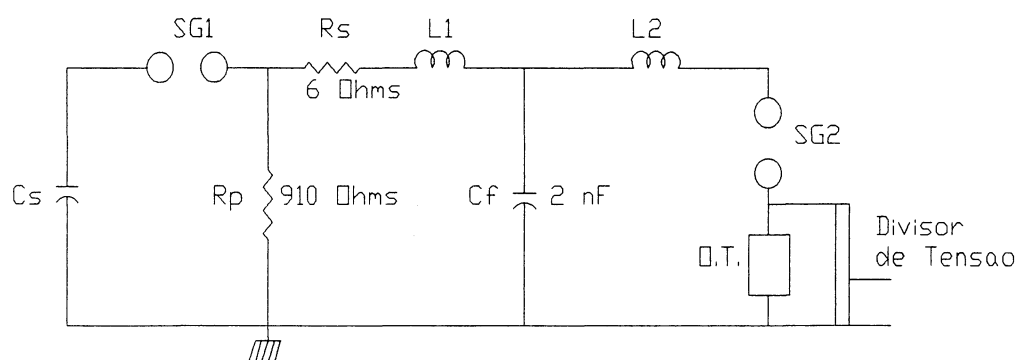 SG1
Rs
L1
L2
6 Ohms
SG2
Cs
Rp
910 Ohms
Cf
2 nF
O.T.
Divisor
de Tensao